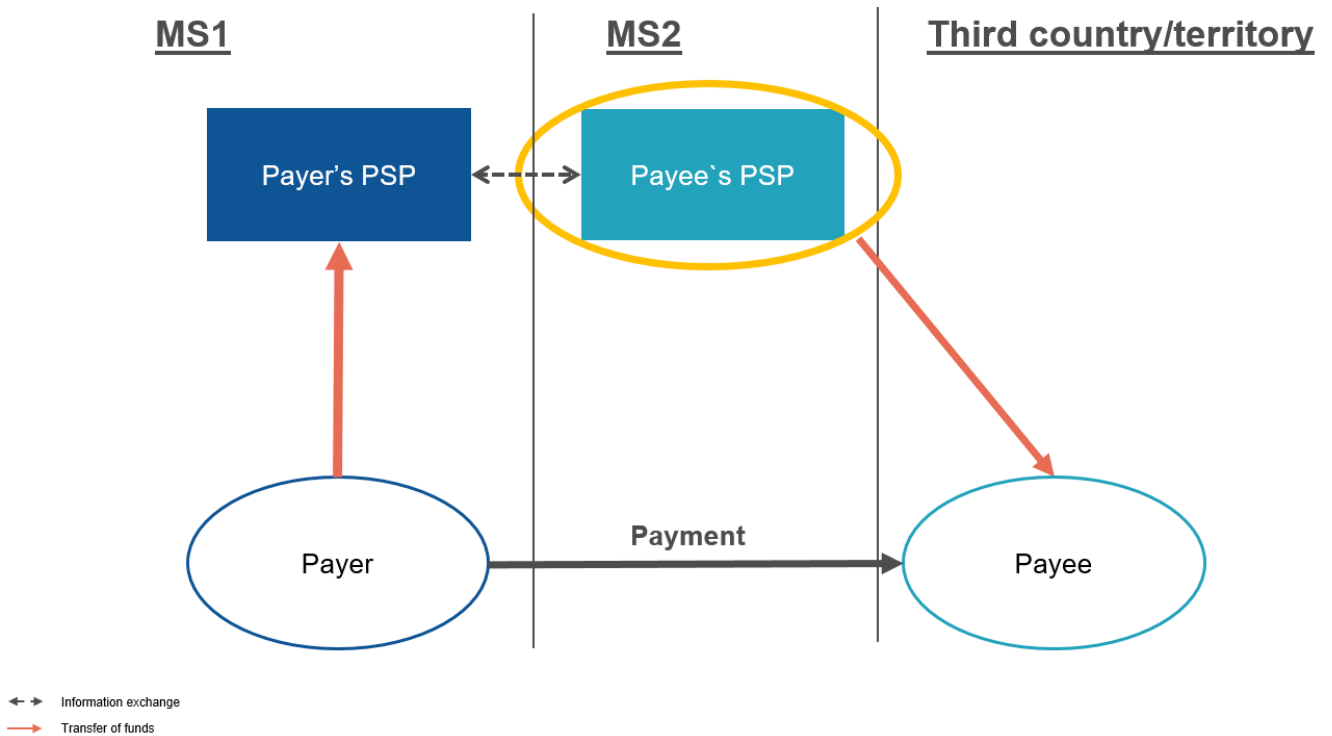 MS1
MS2
Third country/territory
Payer’s PSP
Payee`s PSP
Payment
Payer
Payee
Information exchange
Transfer of funds